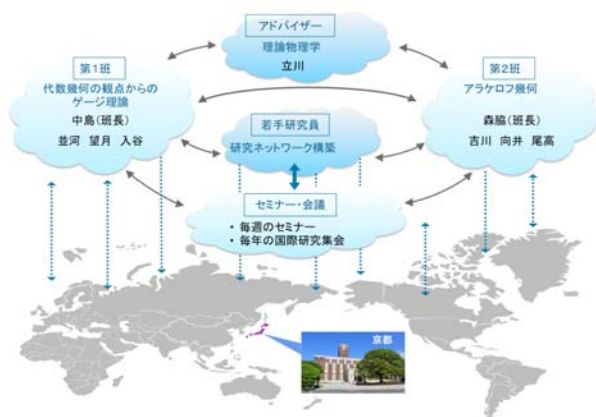 アドバイザー
理論物理学
立川
第1班
代数幾何の観点からの
ゲージ理論
中島(班長)
並河 望月 入谷
第2班
アラケロフ幾何
森脇(班長)
吉川 向井 尾高
若手研究員
研究ネットワーク構築
セミナー・会議
・毎週のセミナー
・毎年の国際研究集会
京都